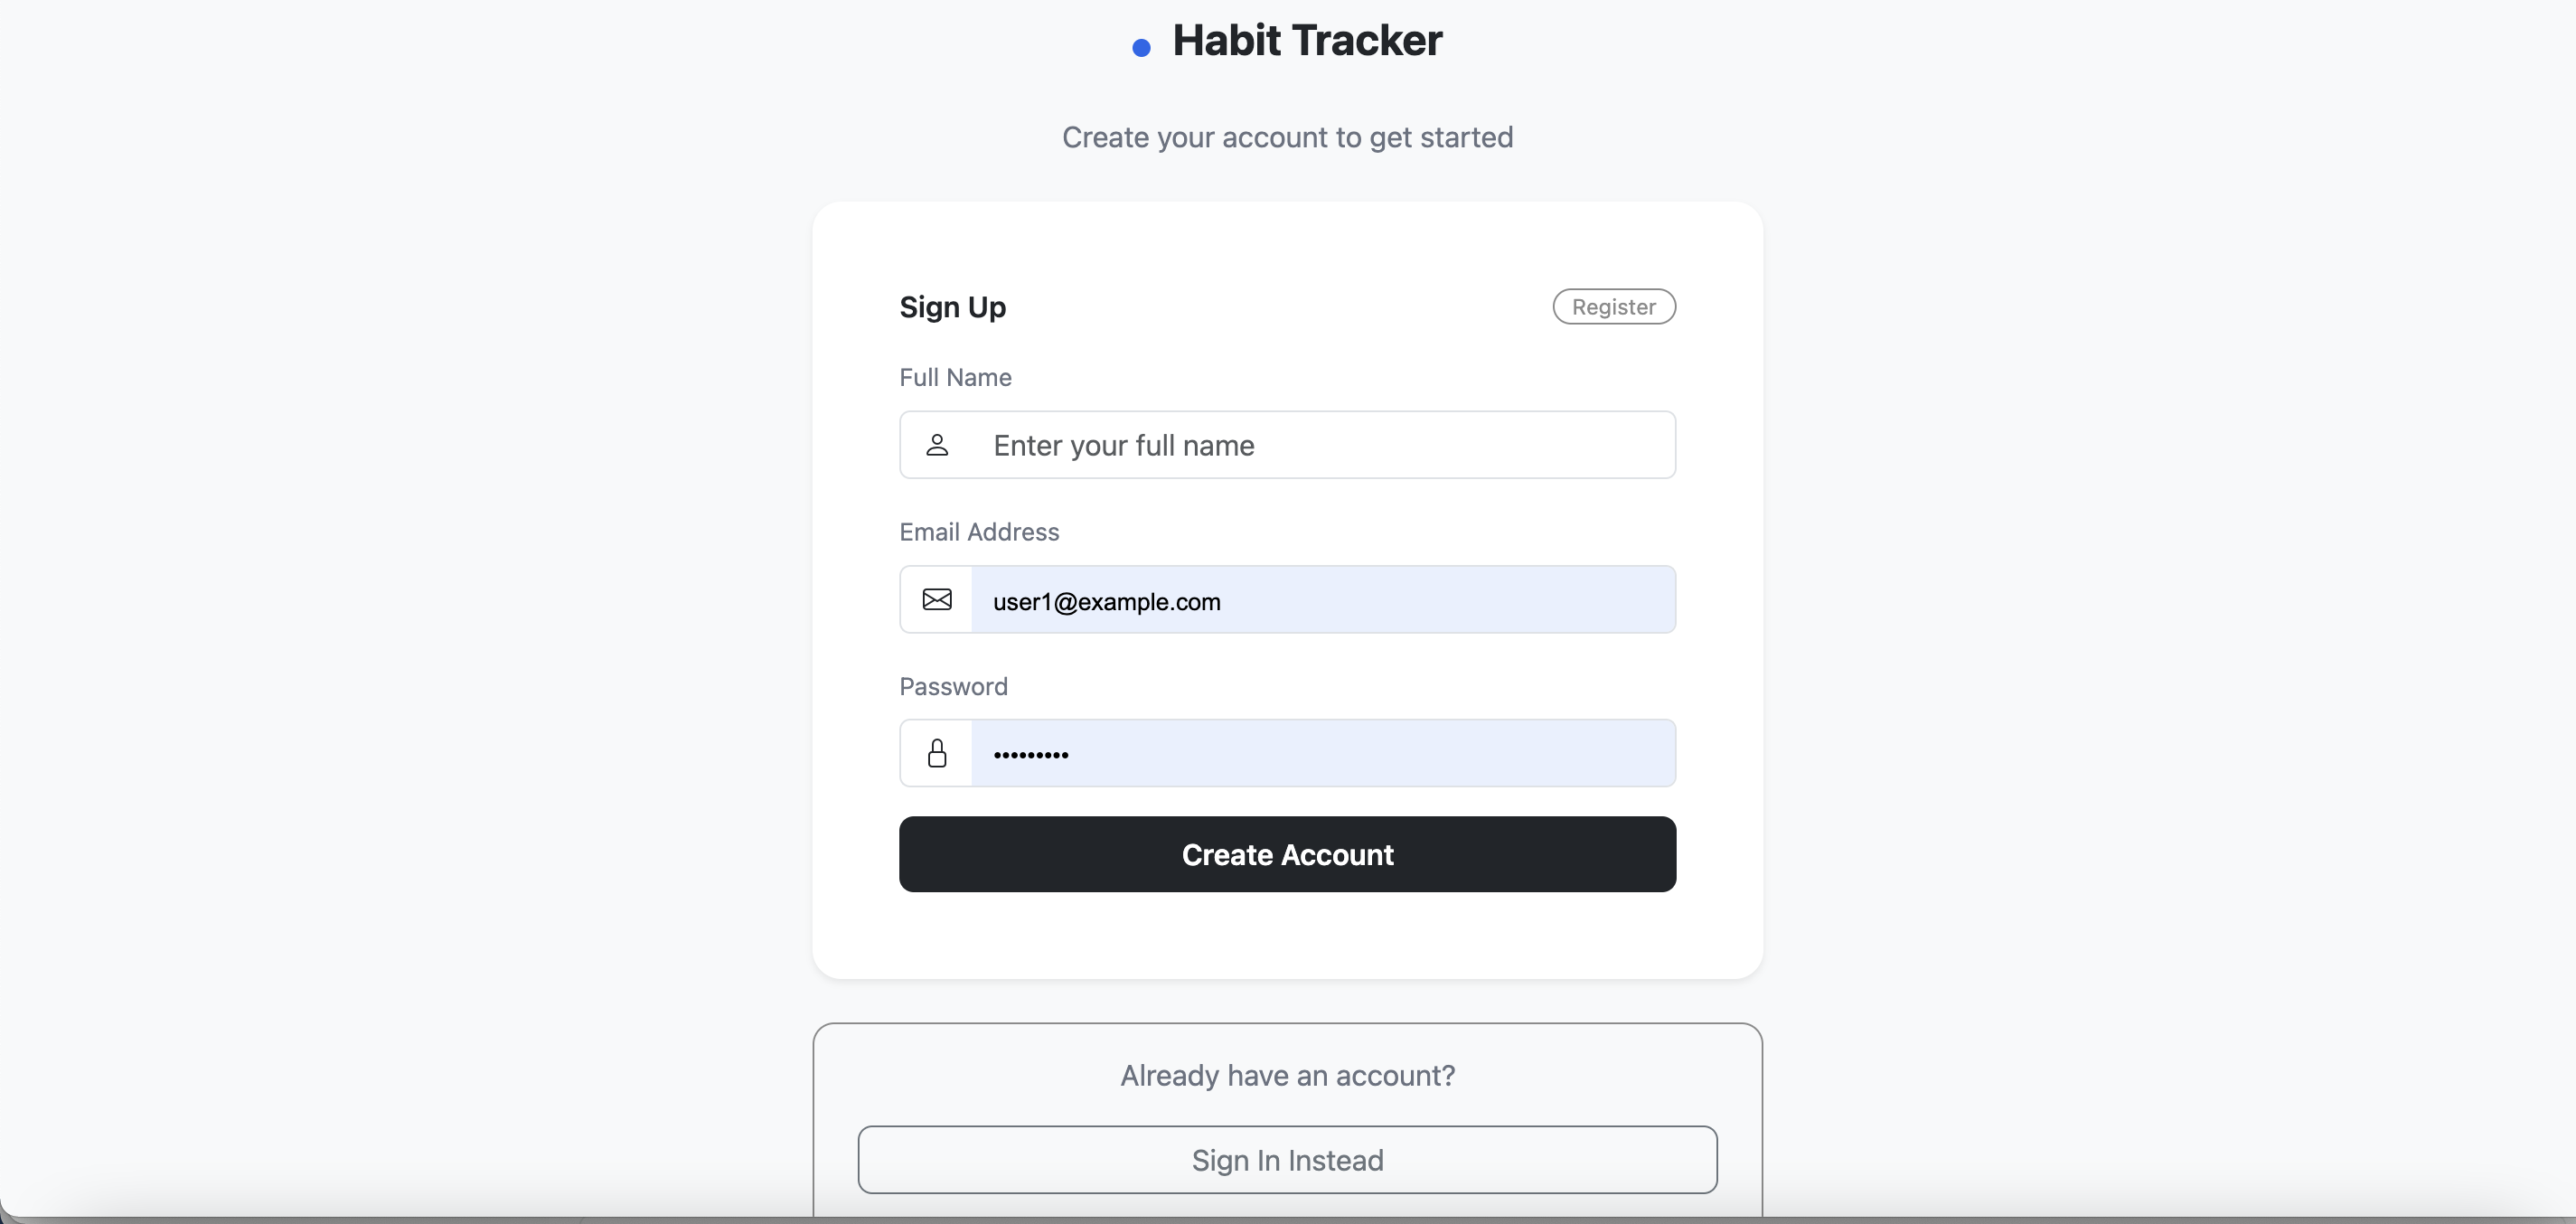 Habit Tracker
Create your account to get started
Sign Up
Register
Full Name
Enter your full name
Email Address
user1@example.com
Password
•••••••••
Create Account
Already have an account?
Sign In Instead